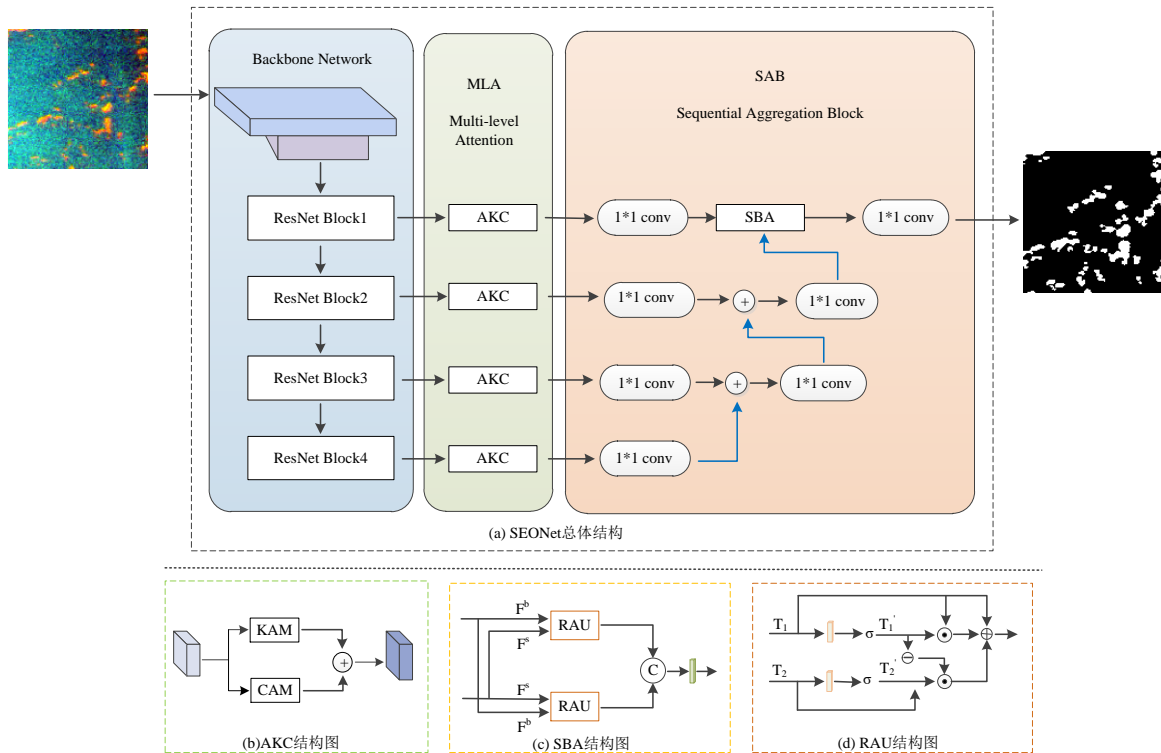 Backbone Network
MLA
Multi-level
Attention
SAB
Sequential Aggregation Block
ResNet Block1
AKC
1*1 conv
SBA
1*1 conv
ResNet Block2
AKC
1*1 conv
+
1*1 conv
ResNet Block3
AKC
1*1 conv
+
1*1 conv
ResNet Block4
AKC
1*1 conv
(a) SEONet总体结构
KAM
CAM
+
(b)AKC结构图
F^b
RAU
F^s
C
F^s
RAU
F^b
(c) SBA结构图
T₁
σ
T₁'
T₂
σ
T₂'
(d) RAU结构图